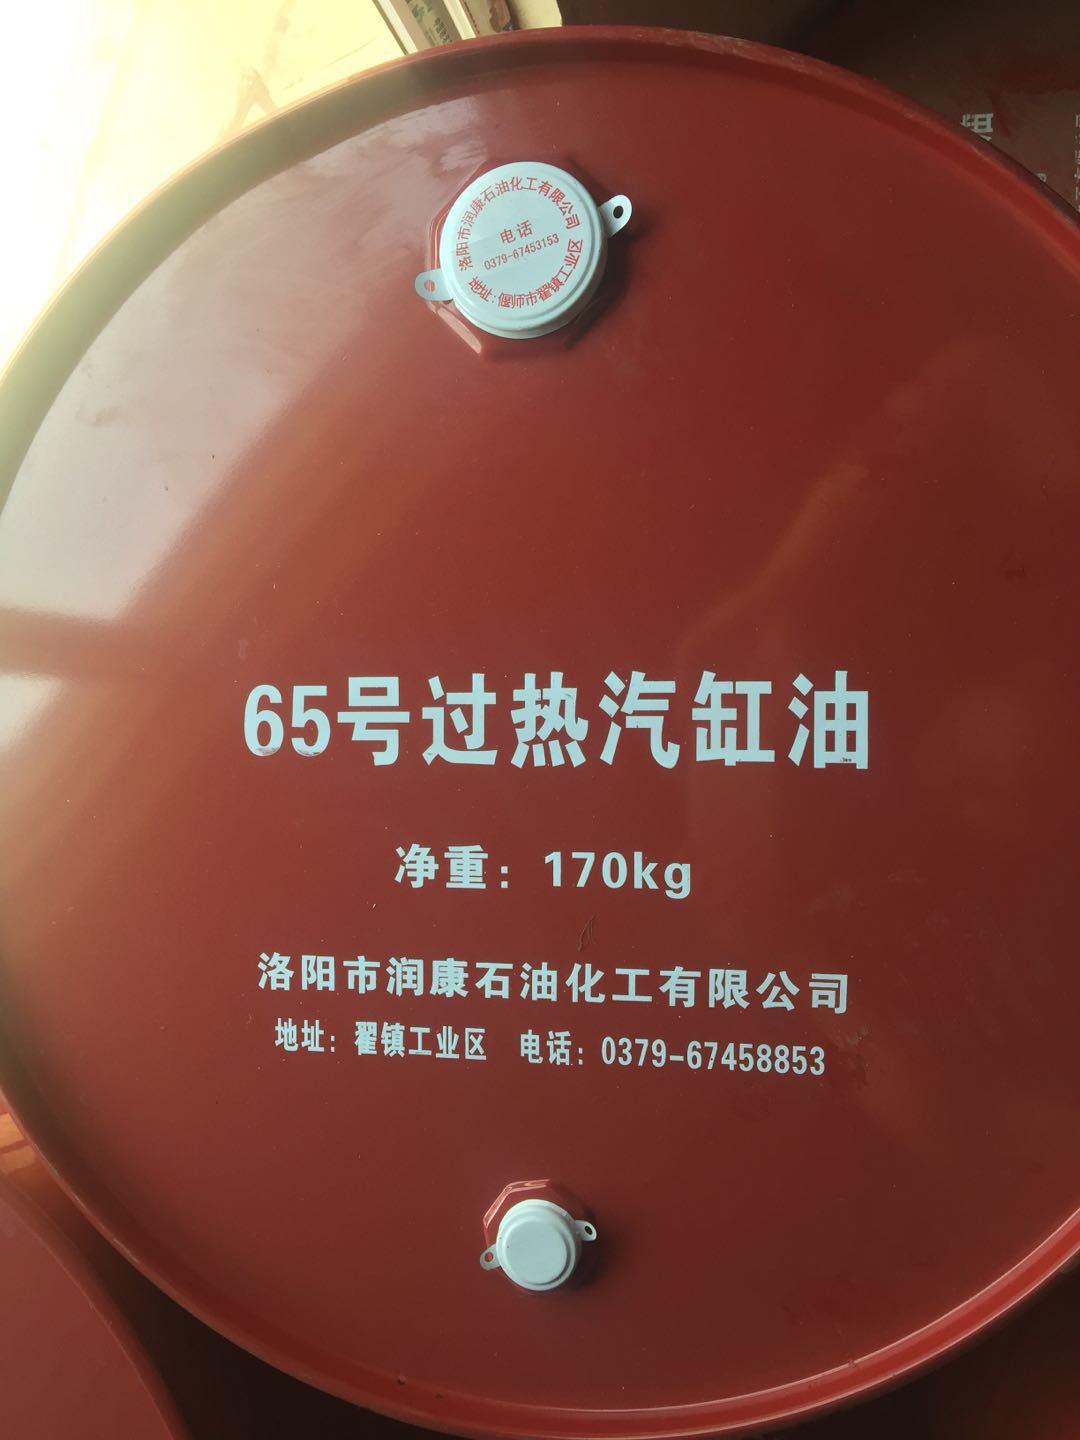 洛阳市润康石油化工有限公司
电话
0379-67453153
地址:偃师市翟镇工业区
65号过热汽缸油
净重：170kg
洛阳市润康石油化工有限公司
地址：翟镇工业区 电话：0379-67458853